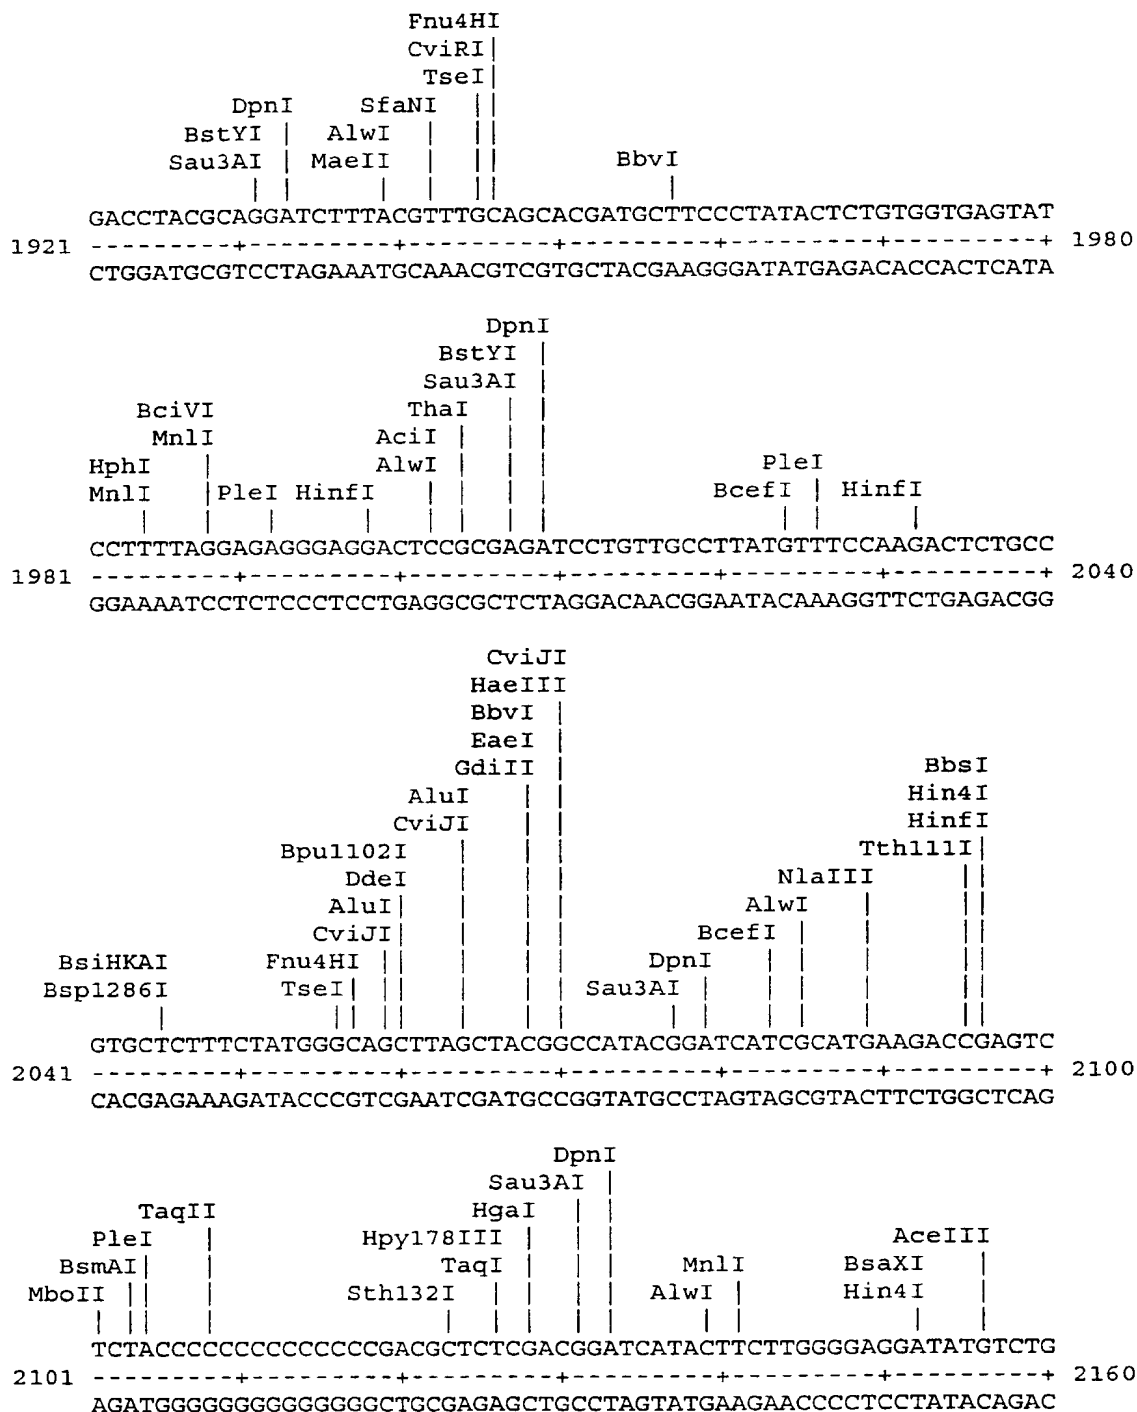 Fnu4HI
CviRI
TseI
DpnI SfaNI
BstYI AlwI
Sau3AI MaeII BbvI
GACCTACGCAGGATCTTTACGTTTGCAGCACGATGCTTCCCTATACTCTGTGGTGAGTAT
1921 ---------+---------+---------+---------+---------+---------+ 1980
CTGGATGCGTCCTAGAAATGCAAACGTCGTGCTACGAAGGGATATGAGACACCACTCATA
DpnI
BstYI
Sau3AI
BciVI ThaI
MnlI AciI
HphI AlwI PleI
MnlI PleI HinfI BcefI HinfI
CCTTTTAGGAGAGGGAGGACTCCGCGAGATCCTGTTGCCTTATGTTTCCAAGACTCTGCC
1981 ---------+---------+---------+---------+---------+---------+ 2040
GGAAAATCCTCTCCCTCCTGAGGCGCTCTAGGACAACGGAATACAAAGGTTCTGAGACGG
CviJI
HaeIII
BbvI
EaeI
GdiII BbsI
AluI Hin4I
CviJI HinfI
Bpu1102I Tth111I
DdeI NlaIII
AluI AlwI
CviJI BcefI
BsiHKAI Fnu4HI DpnI
Bsp1286I TseI Sau3AI
GTGCTCTTTCTATGGGCAGCTTAGCTACGGCCATACGGATCATCGCATGAAGACCGAGTC
2041 ---------+---------+---------+---------+---------+---------+ 2100
CACGAGAAAGATACCCGTCGAATCGATGCCGGTATGCCTAGTAGCGTACTTCTGGCTCAG
DpnI
Sau3AI
TaqII HgaI
PleI Hpy178III AceIII
BsmAI TaqI MnlI BsaXI
MboII Sth132I AlwI Hin4I
TCTACCCCCCCCCCCCCCGACGCTCTCGACGGATCATACTTCTTGGGGAGGATATGTCTG
2101 ---------+---------+---------+---------+---------+---------+ 2160
AGATGGGGGGGGGGGGGGCTGCGAGAGCTGCCTAGTATGAAGAACCCCTCCTATACAGAC